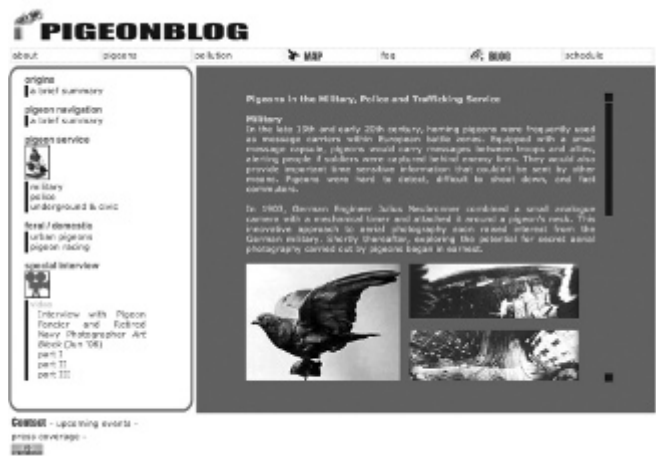 PIGEONBLOG
about pigeons pollution MAP faq BLOG schedule
origins
a brief summary
pigeon navigation
a brief summary
pigeon service
military
police
underground & civic
feral / domestic
urban pigeons
pigeon racing
special interview
video
Interview with Pigeon
Fancier and Retired
Navy Photographer Art
(Jun '06)
part I
part II
part III
Contact - upcoming events -
press coverage -
Pigeons in the Military, Police and Trafficking Service
Military
In the late 19th and early 20th century, homing pigeons were frequently used
as message carriers within European battle zones. Equipped with a small
message capsule, pigeons would carry messages between troops and allies,
alerting people if soldiers were captured behind enemy lines. They would also
provide important time sensitive information that couldn't be sent by other
means. Pigeons were hard to detect, difficult to shoot down, and fast
commuters.
In 1903, German Engineer Julius Neubronner combined a small analogue
camera with a mechanical timer and attached it around a pigeon's neck. This
innovative approach to aerial photography soon raised interest from the
German military. Shortly thereafter, exploring the potential for secret aerial
photography carried out by pigeons began in earnest.